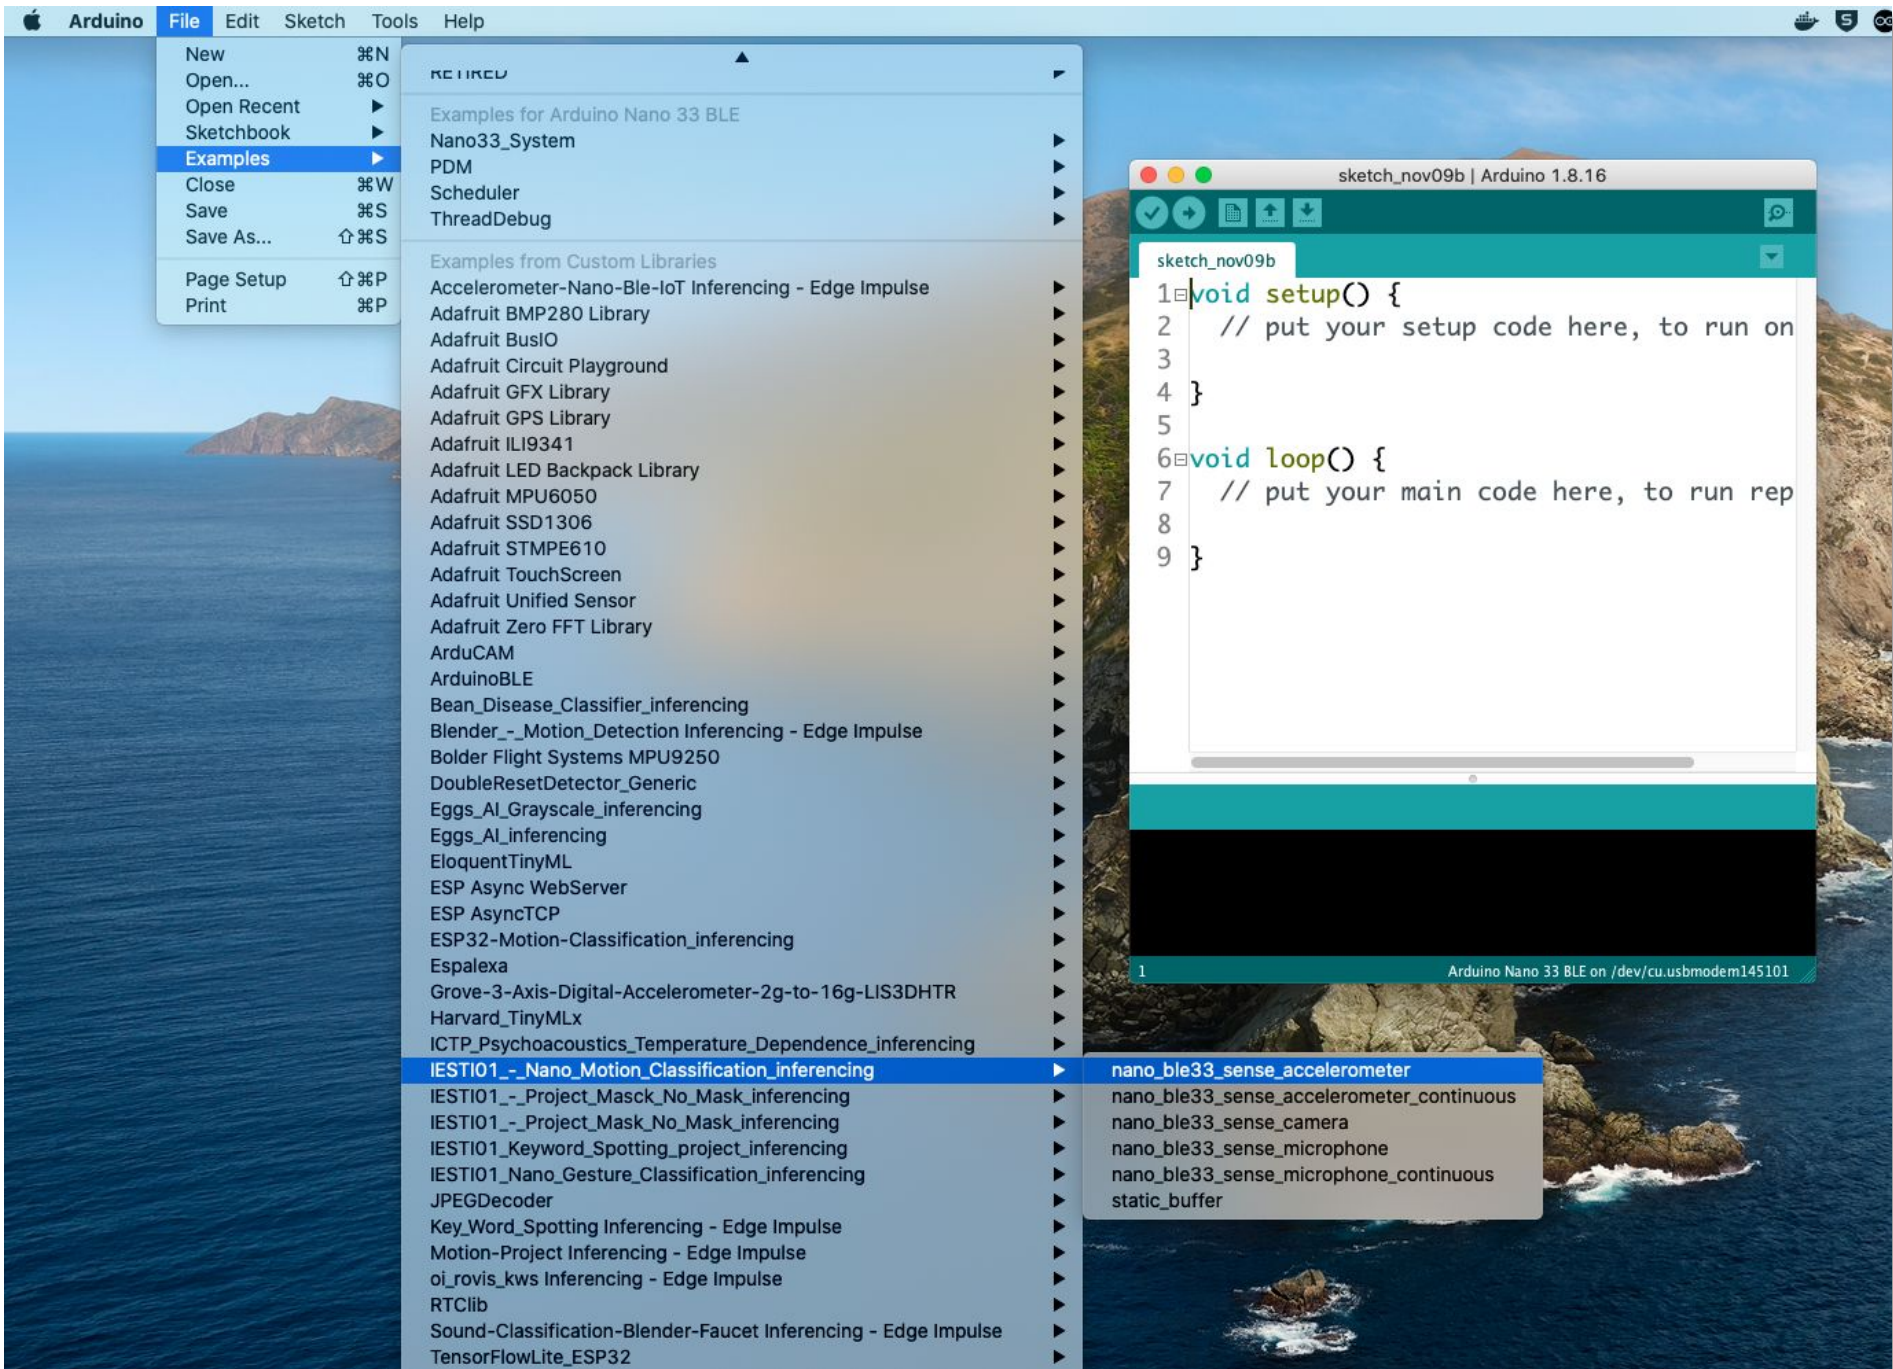 Arduino File Edit Sketch Tools Help
New ⌘N
Open... ⌘O
Open Recent
Sketchbook
Examples
Close ⌘W
Save ⌘S
Save As... ⇧⌘S
Page Setup ⇧⌘P
Print ⌘P
RETIRED
Examples for Arduino Nano 33 BLE
Nano33_System
PDM
Scheduler
ThreadDebug
Examples from Custom Libraries
Accelerometer-Nano-Ble-IoT Inferencing - Edge Impulse
Adafruit BMP280 Library
Adafruit BusIO
Adafruit Circuit Playground
Adafruit GFX Library
Adafruit GPS Library
Adafruit ILI9341
Adafruit LED Backpack Library
Adafruit MPU6050
Adafruit SSD1306
Adafruit STMPE610
Adafruit TouchScreen
Adafruit Unified Sensor
Adafruit Zero FFT Library
ArduCAM
ArduinoBLE
Bean_Disease_Classifier_inferencing
Blender_-_Motion_Detection Inferencing - Edge Impulse
Bolder Flight Systems MPU9250
DoubleResetDetector_Generic
Eggs_AI_Grayscale_inferencing
Eggs_AI_inferencing
EloquentTinyML
ESP Async WebServer
ESP AsyncTCP
ESP32-Motion-Classification_inferencing
Espalexa
Grove-3-Axis-Digital-Accelerometer-2g-to-16g-LIS3DHTR
Harvard_TinyMLx
ICTP_Psychoacoustics_Temperature_Dependence_inferencing
IESTI01_-_Nano_Motion_Classification_inferencing
IESTI01_-_Project_Masck_No_Mask_inferencing
IESTI01_-_Project_Mask_No_Mask_inferencing
IESTI01_Keyword_Spotting_project_inferencing
IESTI01_Nano_Gesture_Classification_inferencing
JPEGDecoder
Key_Word_Spotting Inferencing - Edge Impulse
Motion-Project Inferencing - Edge Impulse
oi_rovis_kws Inferencing - Edge Impulse
RTClib
Sound-Classification-Blender-Faucet Inferencing - Edge Impulse
TensorFlowLite_ESP32
nano_ble33_sense_accelerometer
nano_ble33_sense_accelerometer_continuous
nano_ble33_sense_camera
nano_ble33_sense_microphone
nano_ble33_sense_microphone_continuous
static_buffer
sketch_nov09b | Arduino 1.8.16
sketch_nov09b
1 void setup() {
2 // put your setup code here, to run on
3
4 }
5
6 void loop() {
7 // put your main code here, to run rep
8
9 }
1 Arduino Nano 33 BLE on /dev/cu.usbmodem145101